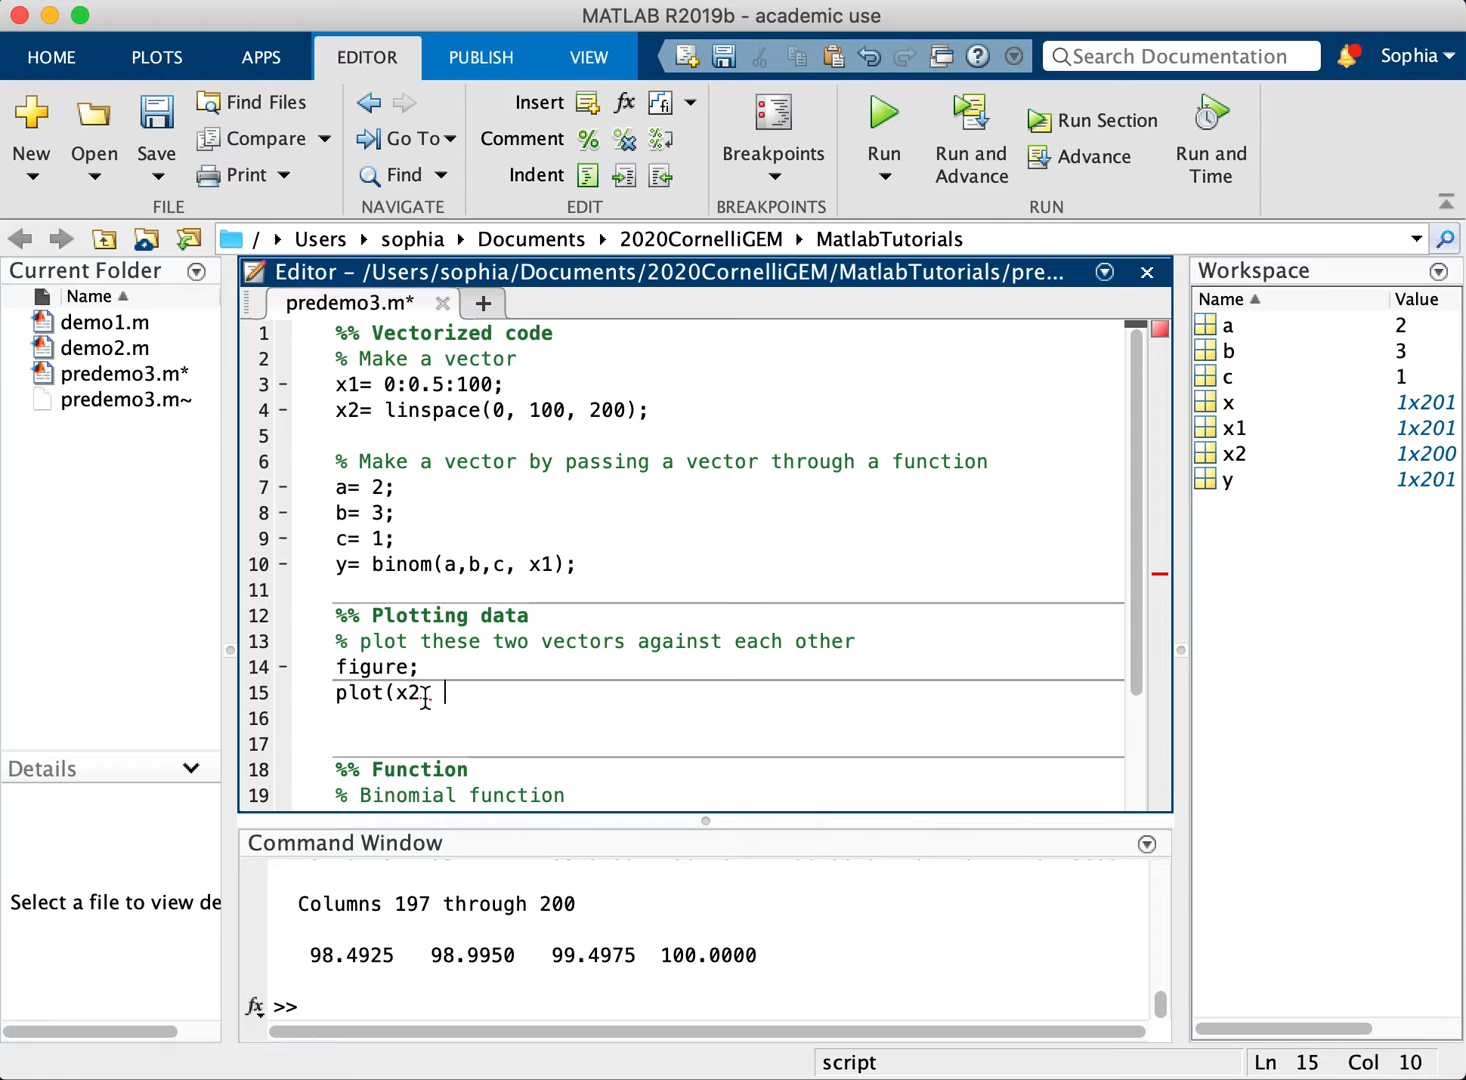 MATLAB R2019b - academic use
HOME PLOTS APPS EDITOR PUBLISH VIEW Search Documentation Sophia
New Open Save Find Files Compare Print
FILE
Go To Find
NAVIGATE
Insert fx
Comment
Indent
EDIT
Breakpoints
BREAKPOINTS
Run Run and Advance Run Section Advance Run and Time
RUN
/ Users sophia Documents 2020CornelliGEM MatlabTutorials
Current Folder
Name
demo1.m
demo2.m
predemo3.m*
predemo3.m~
Details
Select a file to view de
Editor – /Users/sophia/Documents/2020CornelliGEM/MatlabTutorials/pre...
predemo3.m*
1 %% Vectorized code
2 % Make a vector
3 – x1= 0:0.5:100;
4 – x2= linspace(0, 100, 200);
5
6 % Make a vector by passing a vector through a function
7 – a= 2;
8 – b= 3;
9 – c= 1;
10 – y= binom(a,b,c, x1);
11
12 %% Plotting data
13 % plot these two vectors against each other
14 – figure;
15 plot(x2,
16
17
18 %% Function
19 % Binomial function
Command Window
Columns 197 through 200
98.4925 98.9950 99.4975 100.0000
fx >>
Workspace
Name Value
a 2
b 3
c 1
x 1x201
x1 1x201
x2 1x200
y 1x201
script Ln 15 Col 10